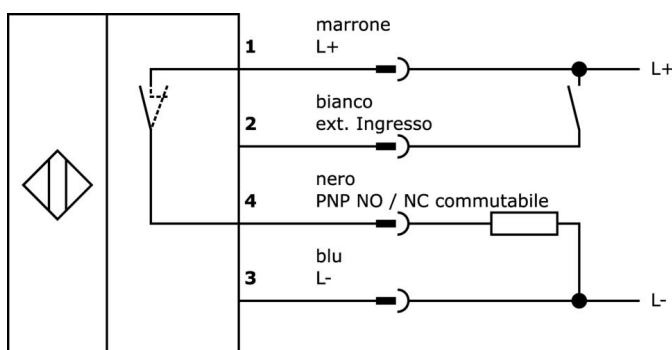 marrone
1 L+
L+
bianco
2 ext. Ingresso
nero
4 PNP NO / NC commutabile
blu
3 L-
L-